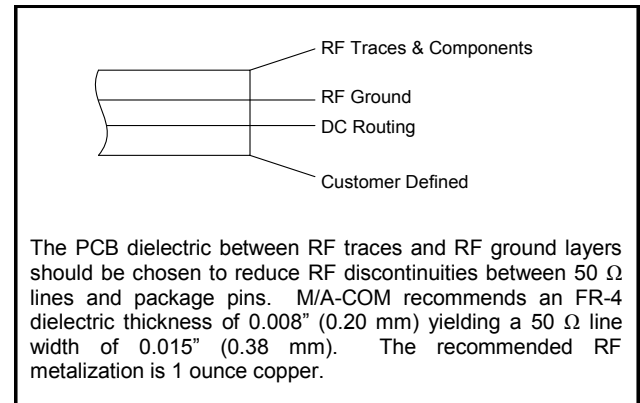 RF Traces & Components
RF Ground
DC Routing
Customer Defined
The PCB dielectric between RF traces and RF ground layers
should be chosen to reduce RF discontinuities between 50 Ω
lines and package pins. M/A-COM recommends an FR-4
dielectric thickness of 0.008” (0.20 mm) yielding a 50 Ω line
width of 0.015” (0.38 mm). The recommended RF
metalization is 1 ounce copper.